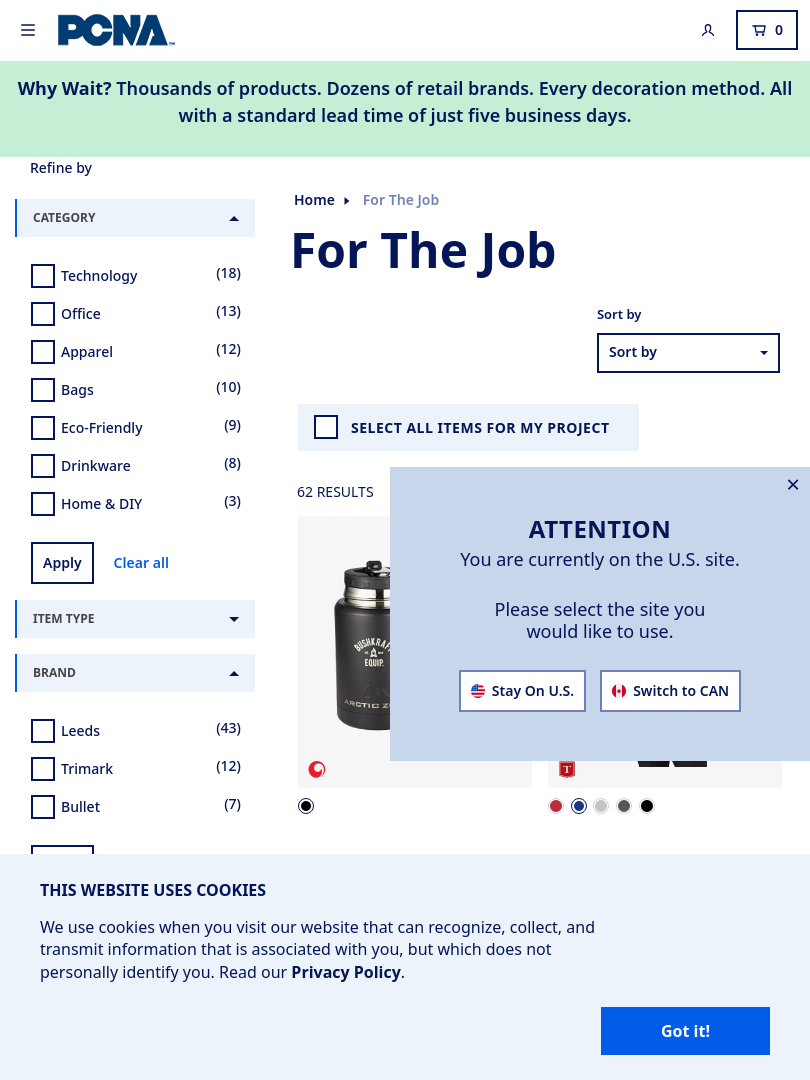 PCNA
0
Why Wait? Thousands of products. Dozens of retail brands. Every decoration method. All
with a standard lead time of just five business days.
Refine by
CATEGORY
Technology (18)
Office (13)
Apparel (12)
Bags (10)
Eco-Friendly (9)
Drinkware (8)
Home & DIY (3)
Apply Clear all
ITEM TYPE
BRAND
Leeds (43)
Trimark (12)
Bullet (7)
Home For The Job
For The Job
Sort by
Sort by
SELECT ALL ITEMS FOR MY PROJECT
62 RESULTS
EQUIP.
T
ATTENTION
You are currently on the U.S. site.
Please select the site you
would like to use.
Stay On U.S. Switch to CAN
THIS WEBSITE USES COOKIES
We use cookies when you visit our website that can recognize, collect, and
transmit information that is associated with you, but which does not
personally identify you. Read our Privacy Policy.
Got it!